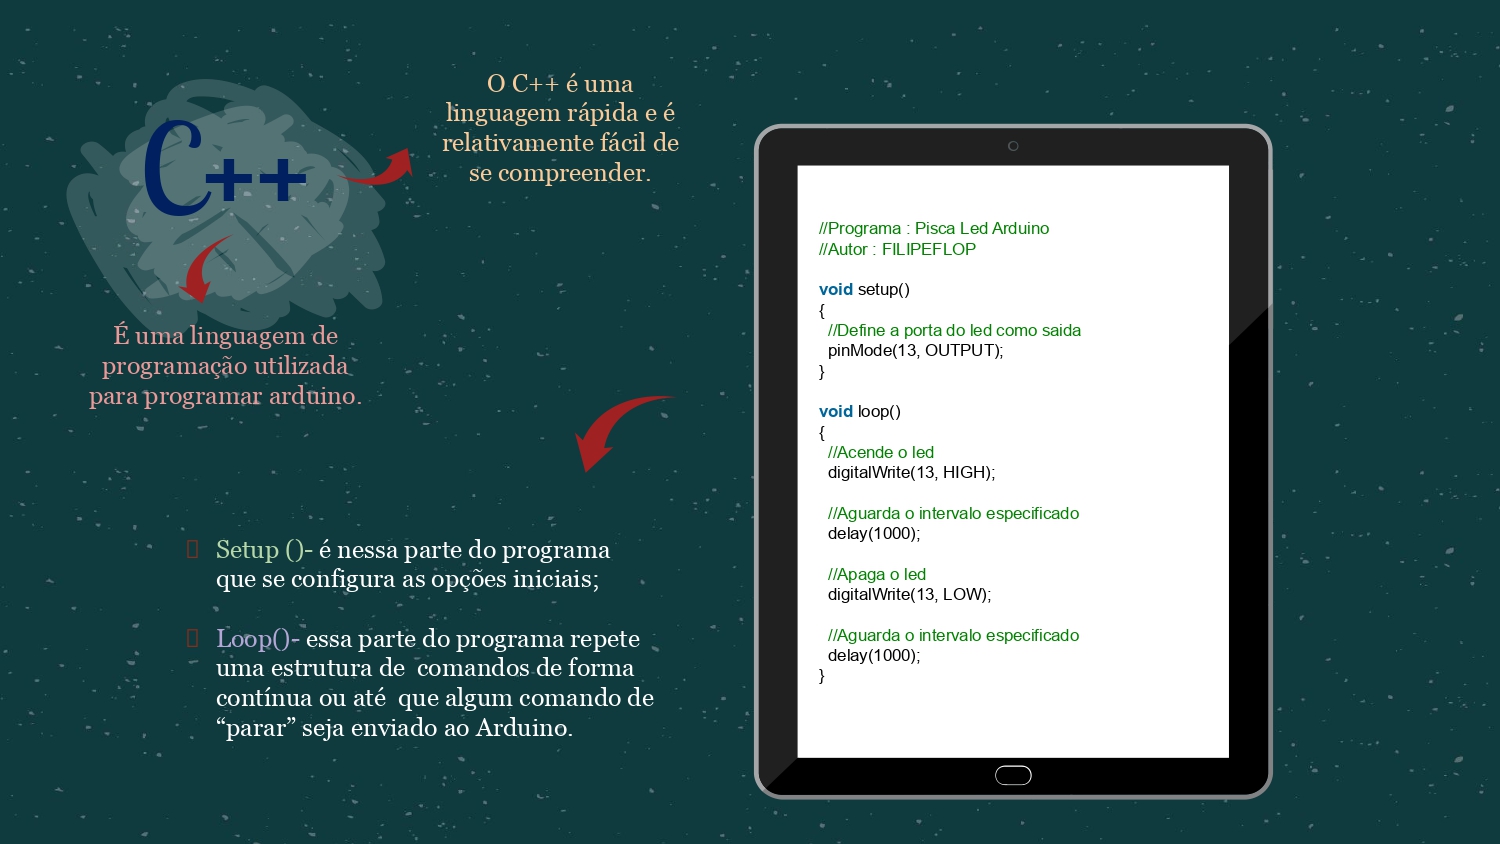 C++
O C++ é uma
linguagem rápida e é
relativamente fácil de
se compreender.
É uma linguagem de
programação utilizada
para programar arduino.
Setup ()- é nessa parte do programa
que se configura as opções iniciais;
Loop()- essa parte do programa repete
uma estrutura de comandos de forma
contínua ou até que algum comando de
“parar” seja enviado ao Arduino.
//Programa : Pisca Led Arduino
//Autor : FILIPEFLOP
void setup()
{
//Define a porta do led como saida
pinMode(13, OUTPUT);
}
void loop()
{
//Acende o led
digitalWrite(13, HIGH);
//Aguarda o intervalo especificado
delay(1000);
//Apaga o led
digitalWrite(13, LOW);
//Aguarda o intervalo especificado
delay(1000);
}